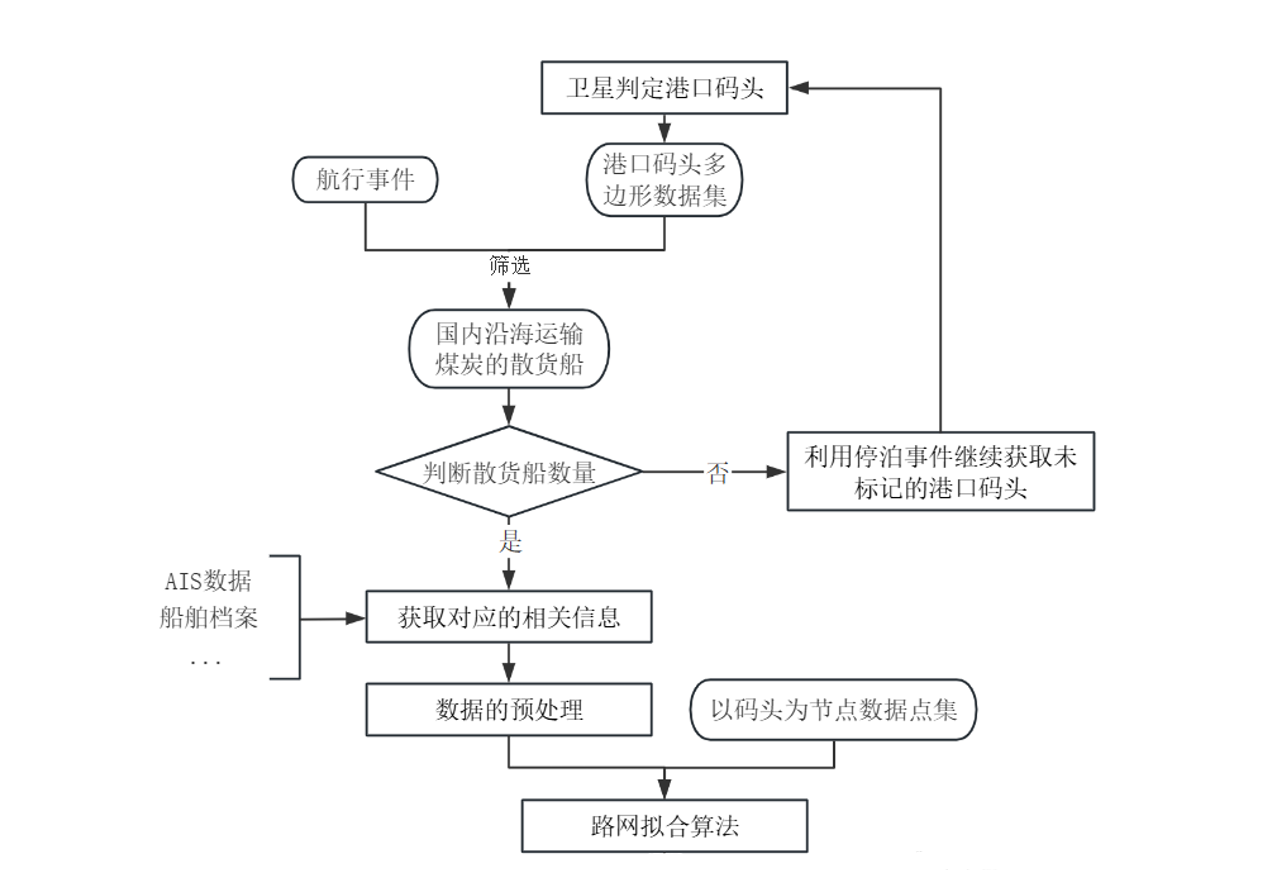 卫星判定港口码头
港口码头多
边形数据集
航行事件
筛选
国内沿海运输
煤炭的散货船
判断散货船数量
否
利用停泊事件继续获取未
标记的港口码头
是
AIS数据
船舶档案
...
获取对应的相关信息
数据的预处理
以码头为节点数据点集
路网拟合算法